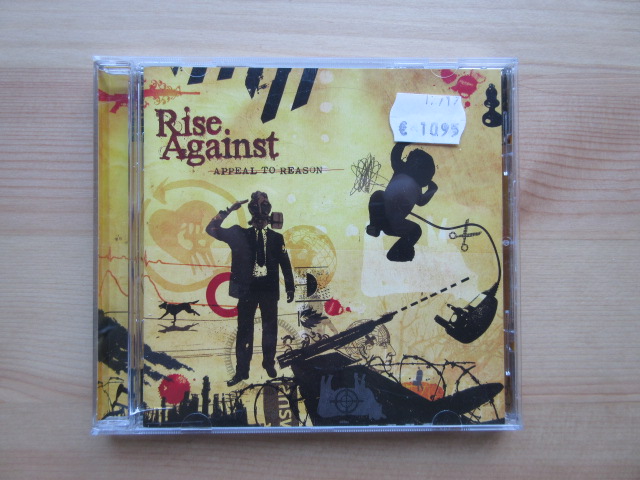 Rise
Against
APPEAL TO REASON
€ 10,95